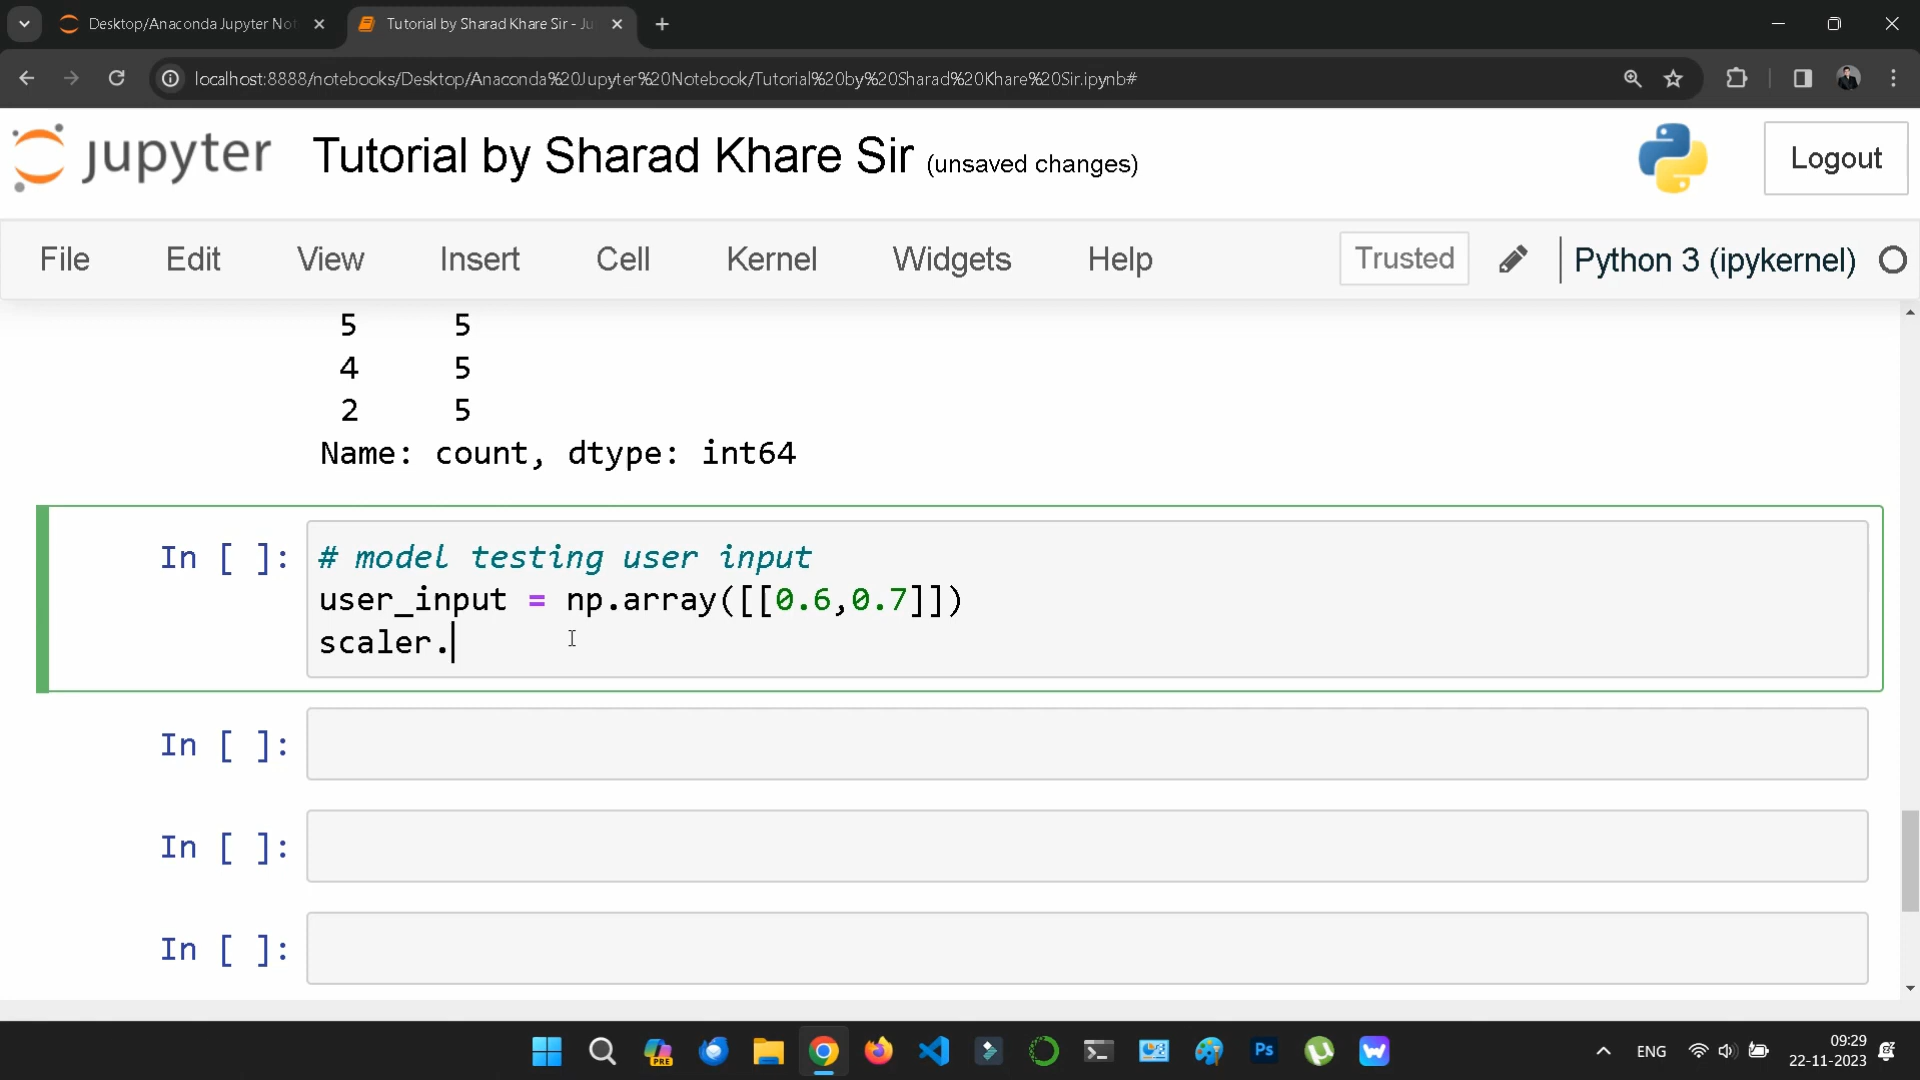 Desktop/Anaconda Jupyter Not
Tutorial by Sharad Khare Sir - Ju
localhost:8888/notebooks/Desktop/Anaconda%20Jupyter%20Notebook/Tutorial%20by%20Sharad%20Khare%20Sir.ipynb#
jupyter Tutorial by Sharad Khare Sir (unsaved changes) Logout
File Edit View Insert Cell Kernel Widgets Help Trusted Python 3 (ipykernel)
5 5
4 5
2 5
Name: count, dtype: int64
In [ ]: # model testing user input
user_input = np.array([[0.6,0.7]])
scaler.
In [ ]:
In [ ]:
In [ ]:
PRE Ps ENG 09:29
22-11-2023